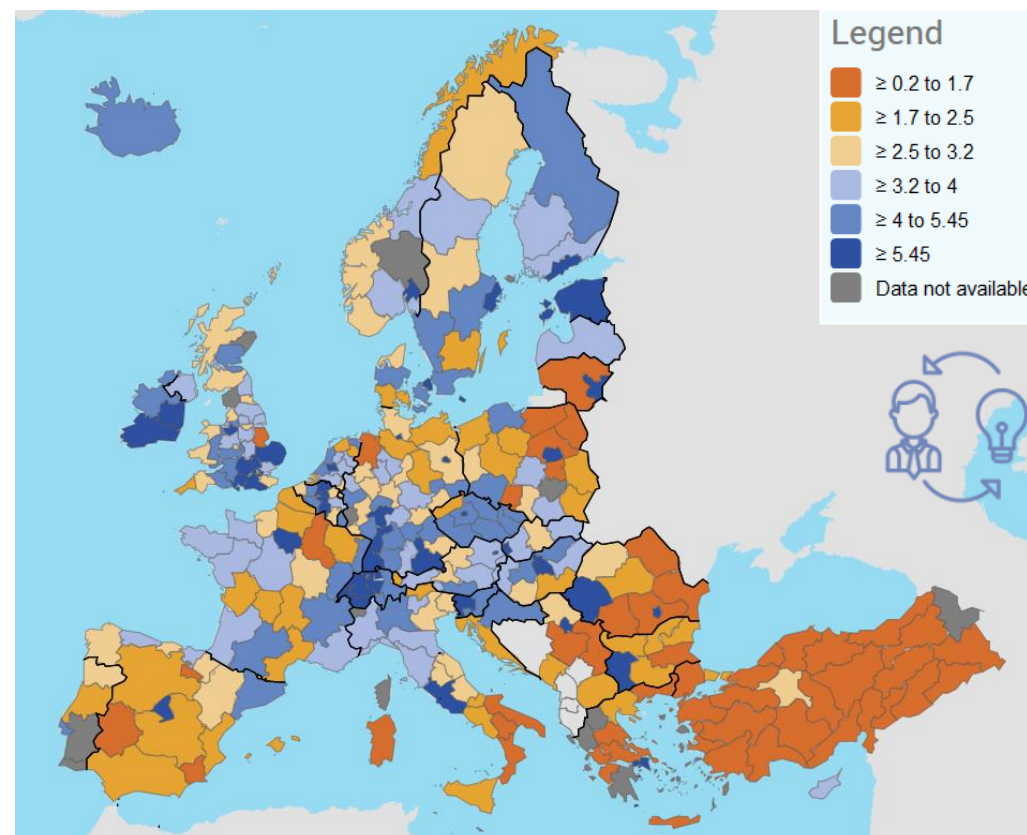 Legend
≥ 0.2 to 1.7
≥ 1.7 to 2.5
≥ 2.5 to 3.2
≥ 3.2 to 4
≥ 4 to 5.45
≥ 5.45
Data not available